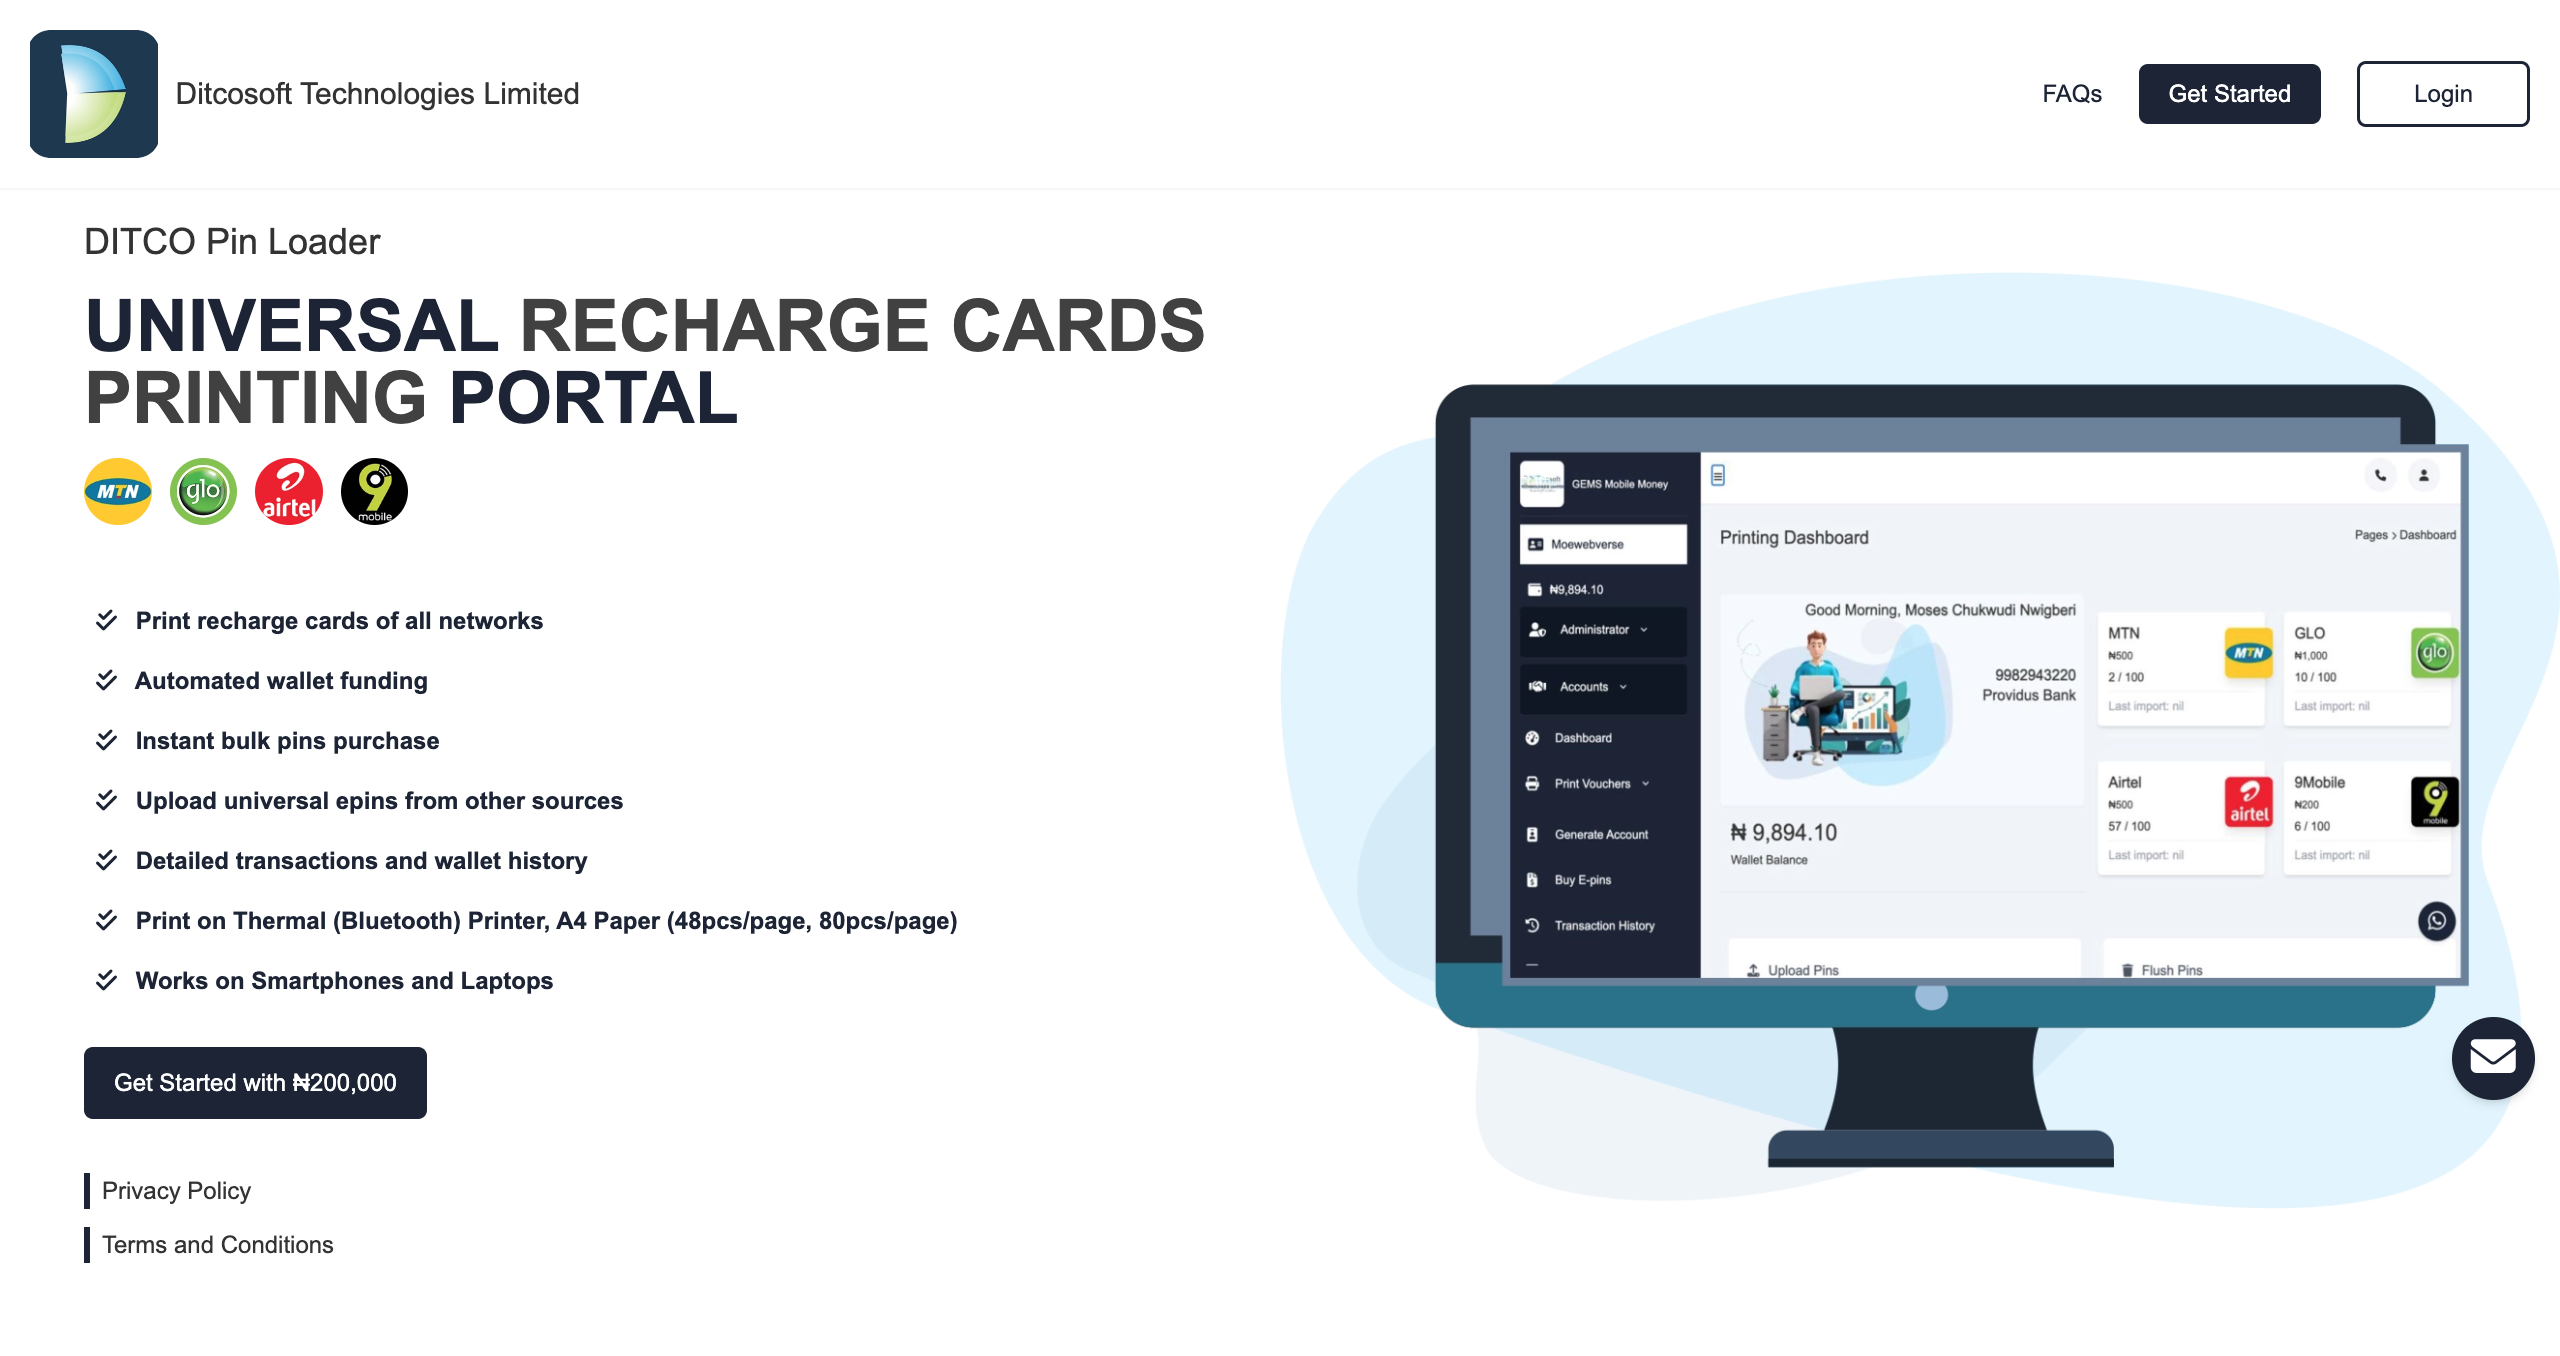 Ditcosoft Technologies Limited
FAQs
Get Started
Login
DITCO Pin Loader
UNIVERSAL RECHARGE CARDS
PRINTING PORTAL
MTN
glo
airtel
9
mobile
Print recharge cards of all networks
Automated wallet funding
Instant bulk pins purchase
Upload universal epins from other sources
Detailed transactions and wallet history
Print on Thermal (Bluetooth) Printer, A4 Paper (48pcs/page, 80pcs/page)
Works on Smartphones and Laptops
Get Started with ₦200,000
Privacy Policy
Terms and Conditions
GEMS Mobile Money
Moewebverse
₦9,894.10
Administrator
Accounts
Dashboard
Print Vouchers
Generate Account
Buy E-pins
Transaction History
Printing Dashboard
Pages > Dashboard
Good Morning, Moses Chukwudi Nwigberi
9982943220
Providus Bank
₦ 9,894.10
Wallet Balance
MTN
₦500
2 / 100
Last import: nil
MTN
GLO
₦1,000
10 / 100
Last import: nil
glo
Airtel
₦500
57 / 100
Last import: nil
airtel
9Mobile
₦200
6 / 100
Last import: nil
9
mobile
Upload Pins
Flush Pins